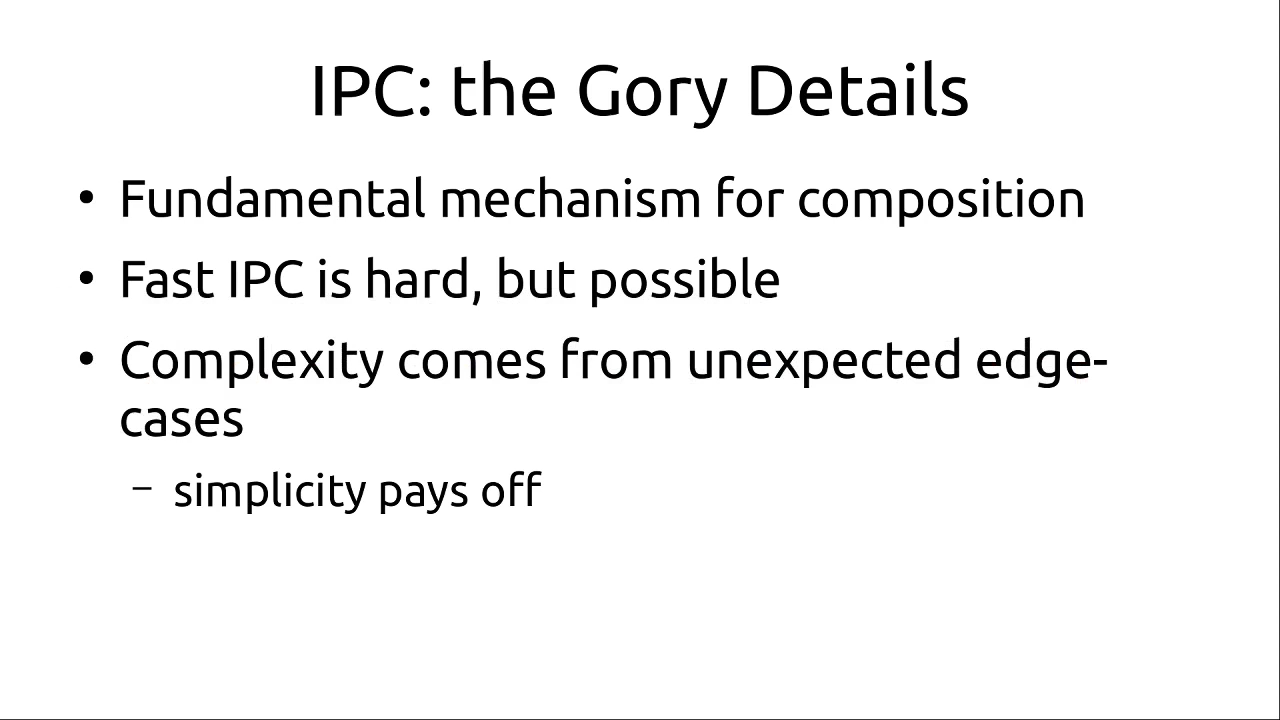 IPC: the Gory Details
• Fundamental mechanism for composition
• Fast IPC is hard, but possible
• Complexity comes from unexpected edge-
cases
– simplicity pays off